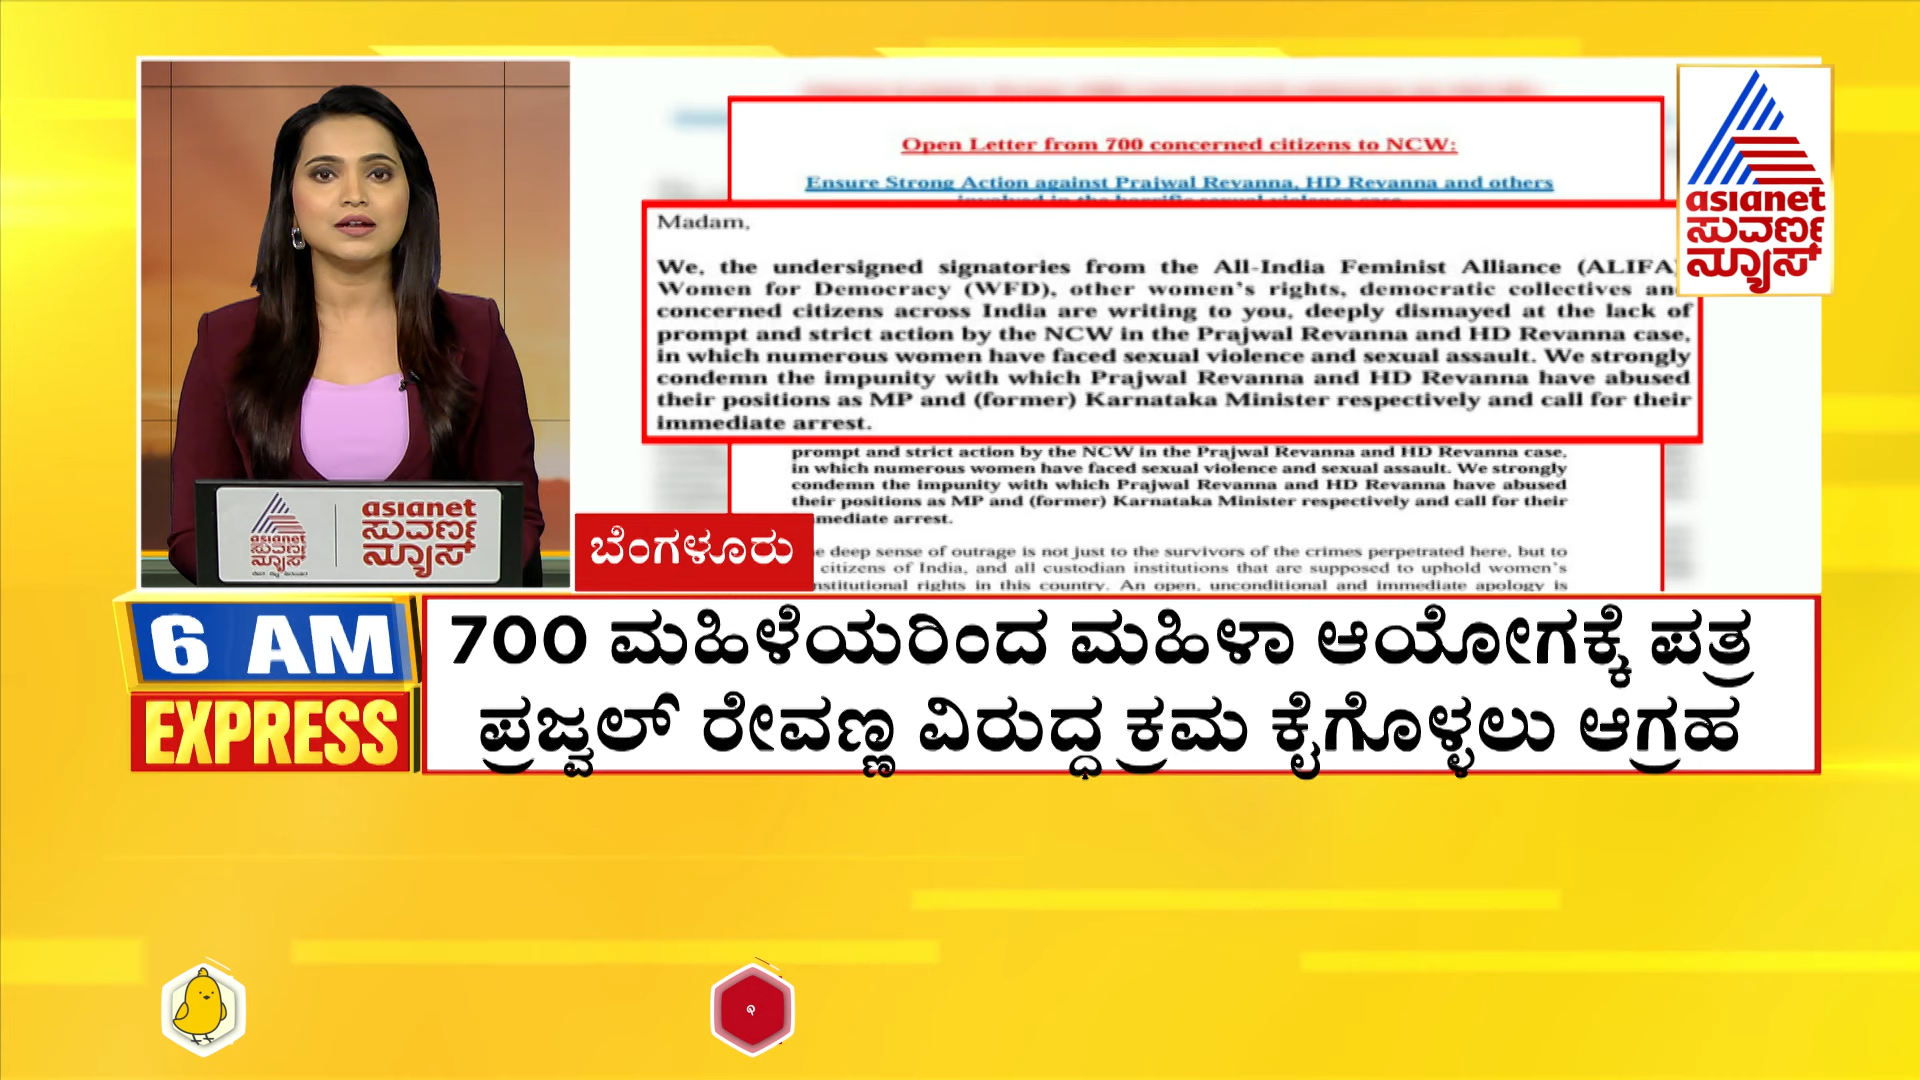 Open Letter from 700 concerned citizens to NCW:
Ensure Strong Action against Prajwal Revanna, HD Revanna and others
involved in the horrific sexual violence case
Madam,
We, the undersigned signatories from the All-India Feminist Alliance (ALIFA)
Women for Democracy (WFD), other women's rights, democratic collectives and
concerned citizens across India are writing to you, deeply dismayed at the lack of
prompt and strict action by the NCW in the Prajwal Revanna and HD Revanna case,
in which numerous women have faced sexual violence and sexual assault. We strongly
condemn the impunity with which Prajwal Revanna and HD Revanna have abused
their positions as MP and (former) Karnataka Minister respectively and call for their
immediate arrest.
prompt and strict action by the NCW in the Prajwal Revanna and HD Revanna case,
in which numerous women have faced sexual violence and sexual assault. We strongly
condemn the impunity with which Prajwal Revanna and HD Revanna have abused
their positions as MP and (former) Karnataka Minister respectively and call for their
mediate arrest.
e deep sense of outrage is not just to the survivors of the crimes perpetrated here, but to
citizens of India, and all custodian institutions that are supposed to uphold women's
nstitutional rights in this country. An open, unconditional and immediate apology is
asianet
ಸುವರ್ಣ
ನ್ಯೂಸ್
asianet
ಸುವರ್ಣ
ನ್ಯೂಸ್
asianet
ಸುವರ್ಣ
ನ್ಯೂಸ್
ಬೆಂಗಳೂರು
6 AM
EXPRESS
700 ಮಹಿಳೆಯರಿಂದ ಮಹಿಳಾ ಆಯೋಗಕ್ಕೆ ಪತ್ರ
ಪ್ರಜ್ವಲ್ ರೇವಣ್ಣ ವಿರುದ್ಧ ಕ್ರಮ ಕೈಗೊಳ್ಳಲು ಆಗ್ರಹ